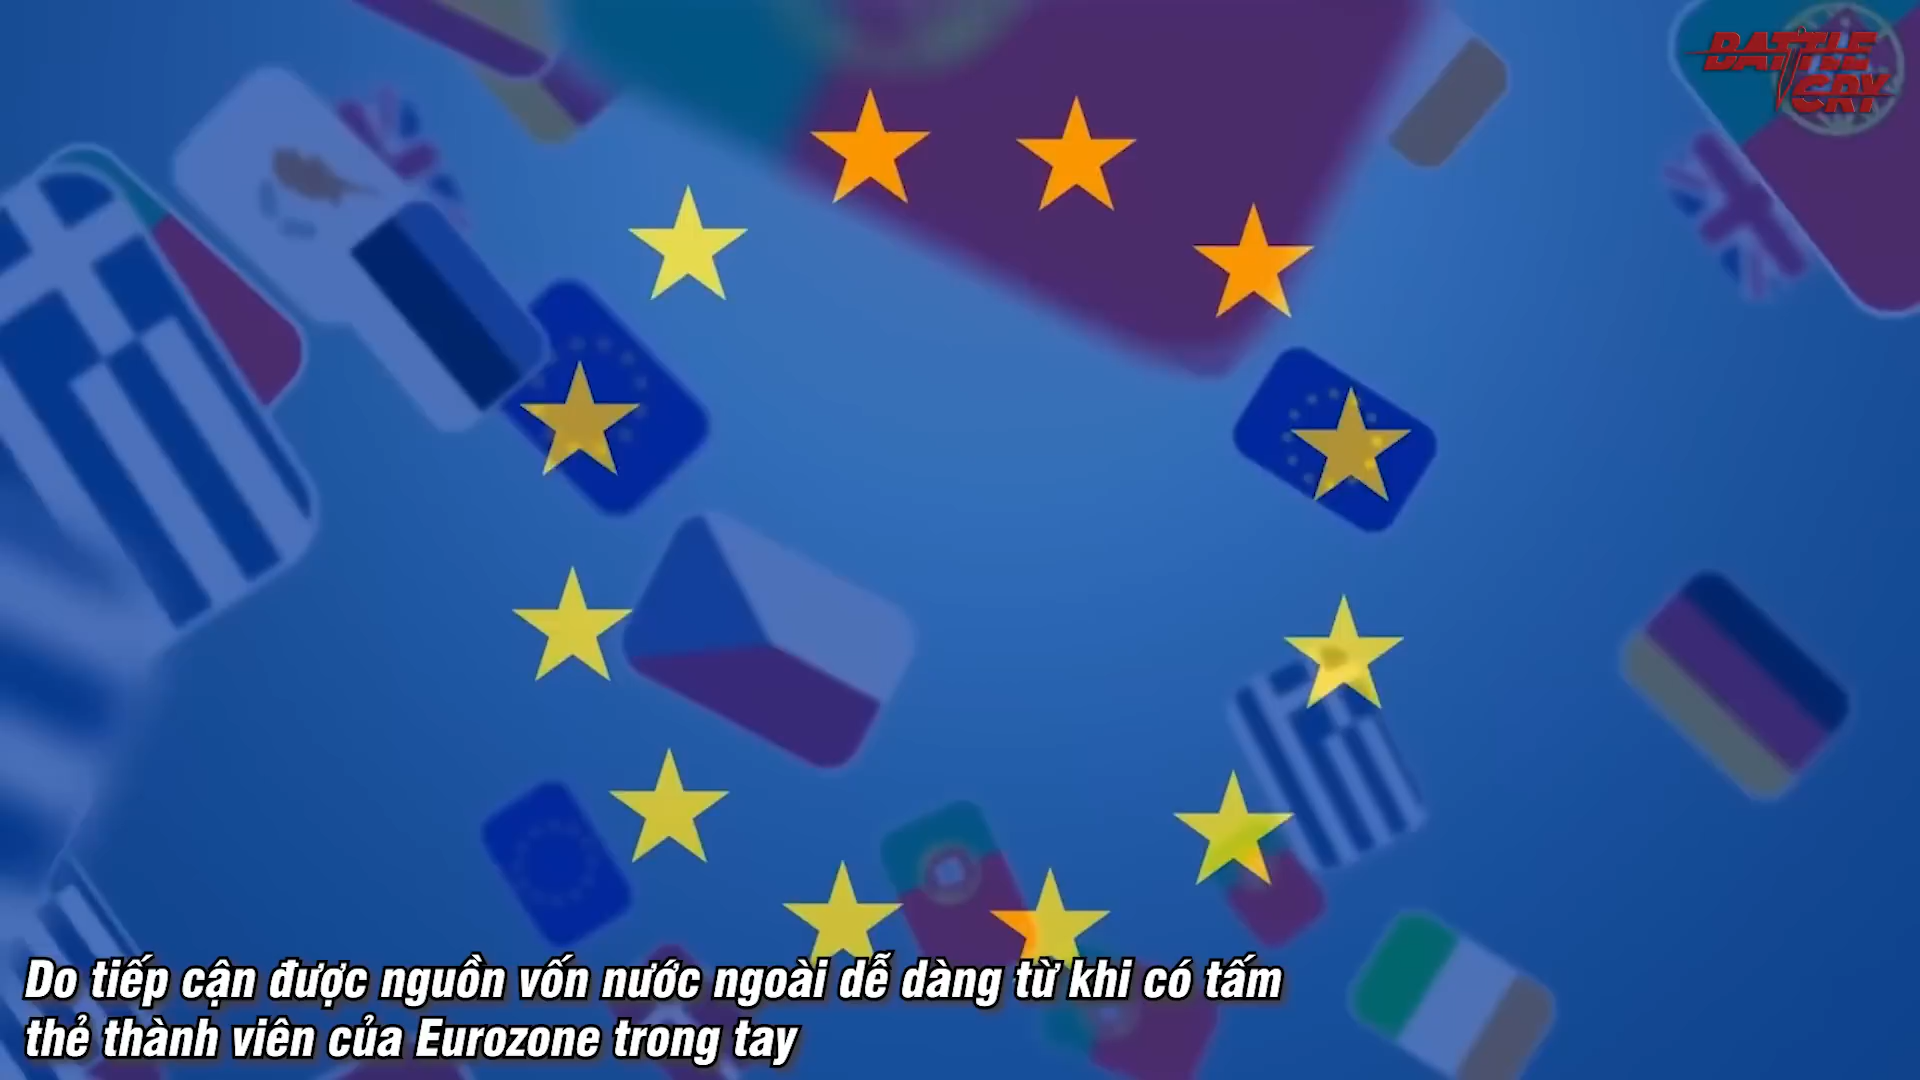 BATTLE
CRY
Do tiếp cận được nguồn vốn nước ngoài dễ dàng từ khi có tấm
thẻ thành viên của Eurozone trong tay